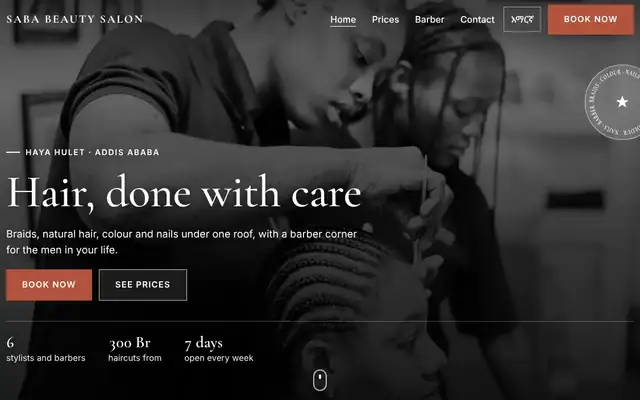 SABA BEAUTY SALON
Home Prices Barber Contact አማርኛ BOOK NOW
HAYA HULET · ADDIS ABABA
Hair, done with care
Braids, natural hair, colour and nails under one roof, with a barber corner
for the men in your life.
BOOK NOW SEE PRICES
6 300 Br 7 days
stylists and barbers haircuts from open every week